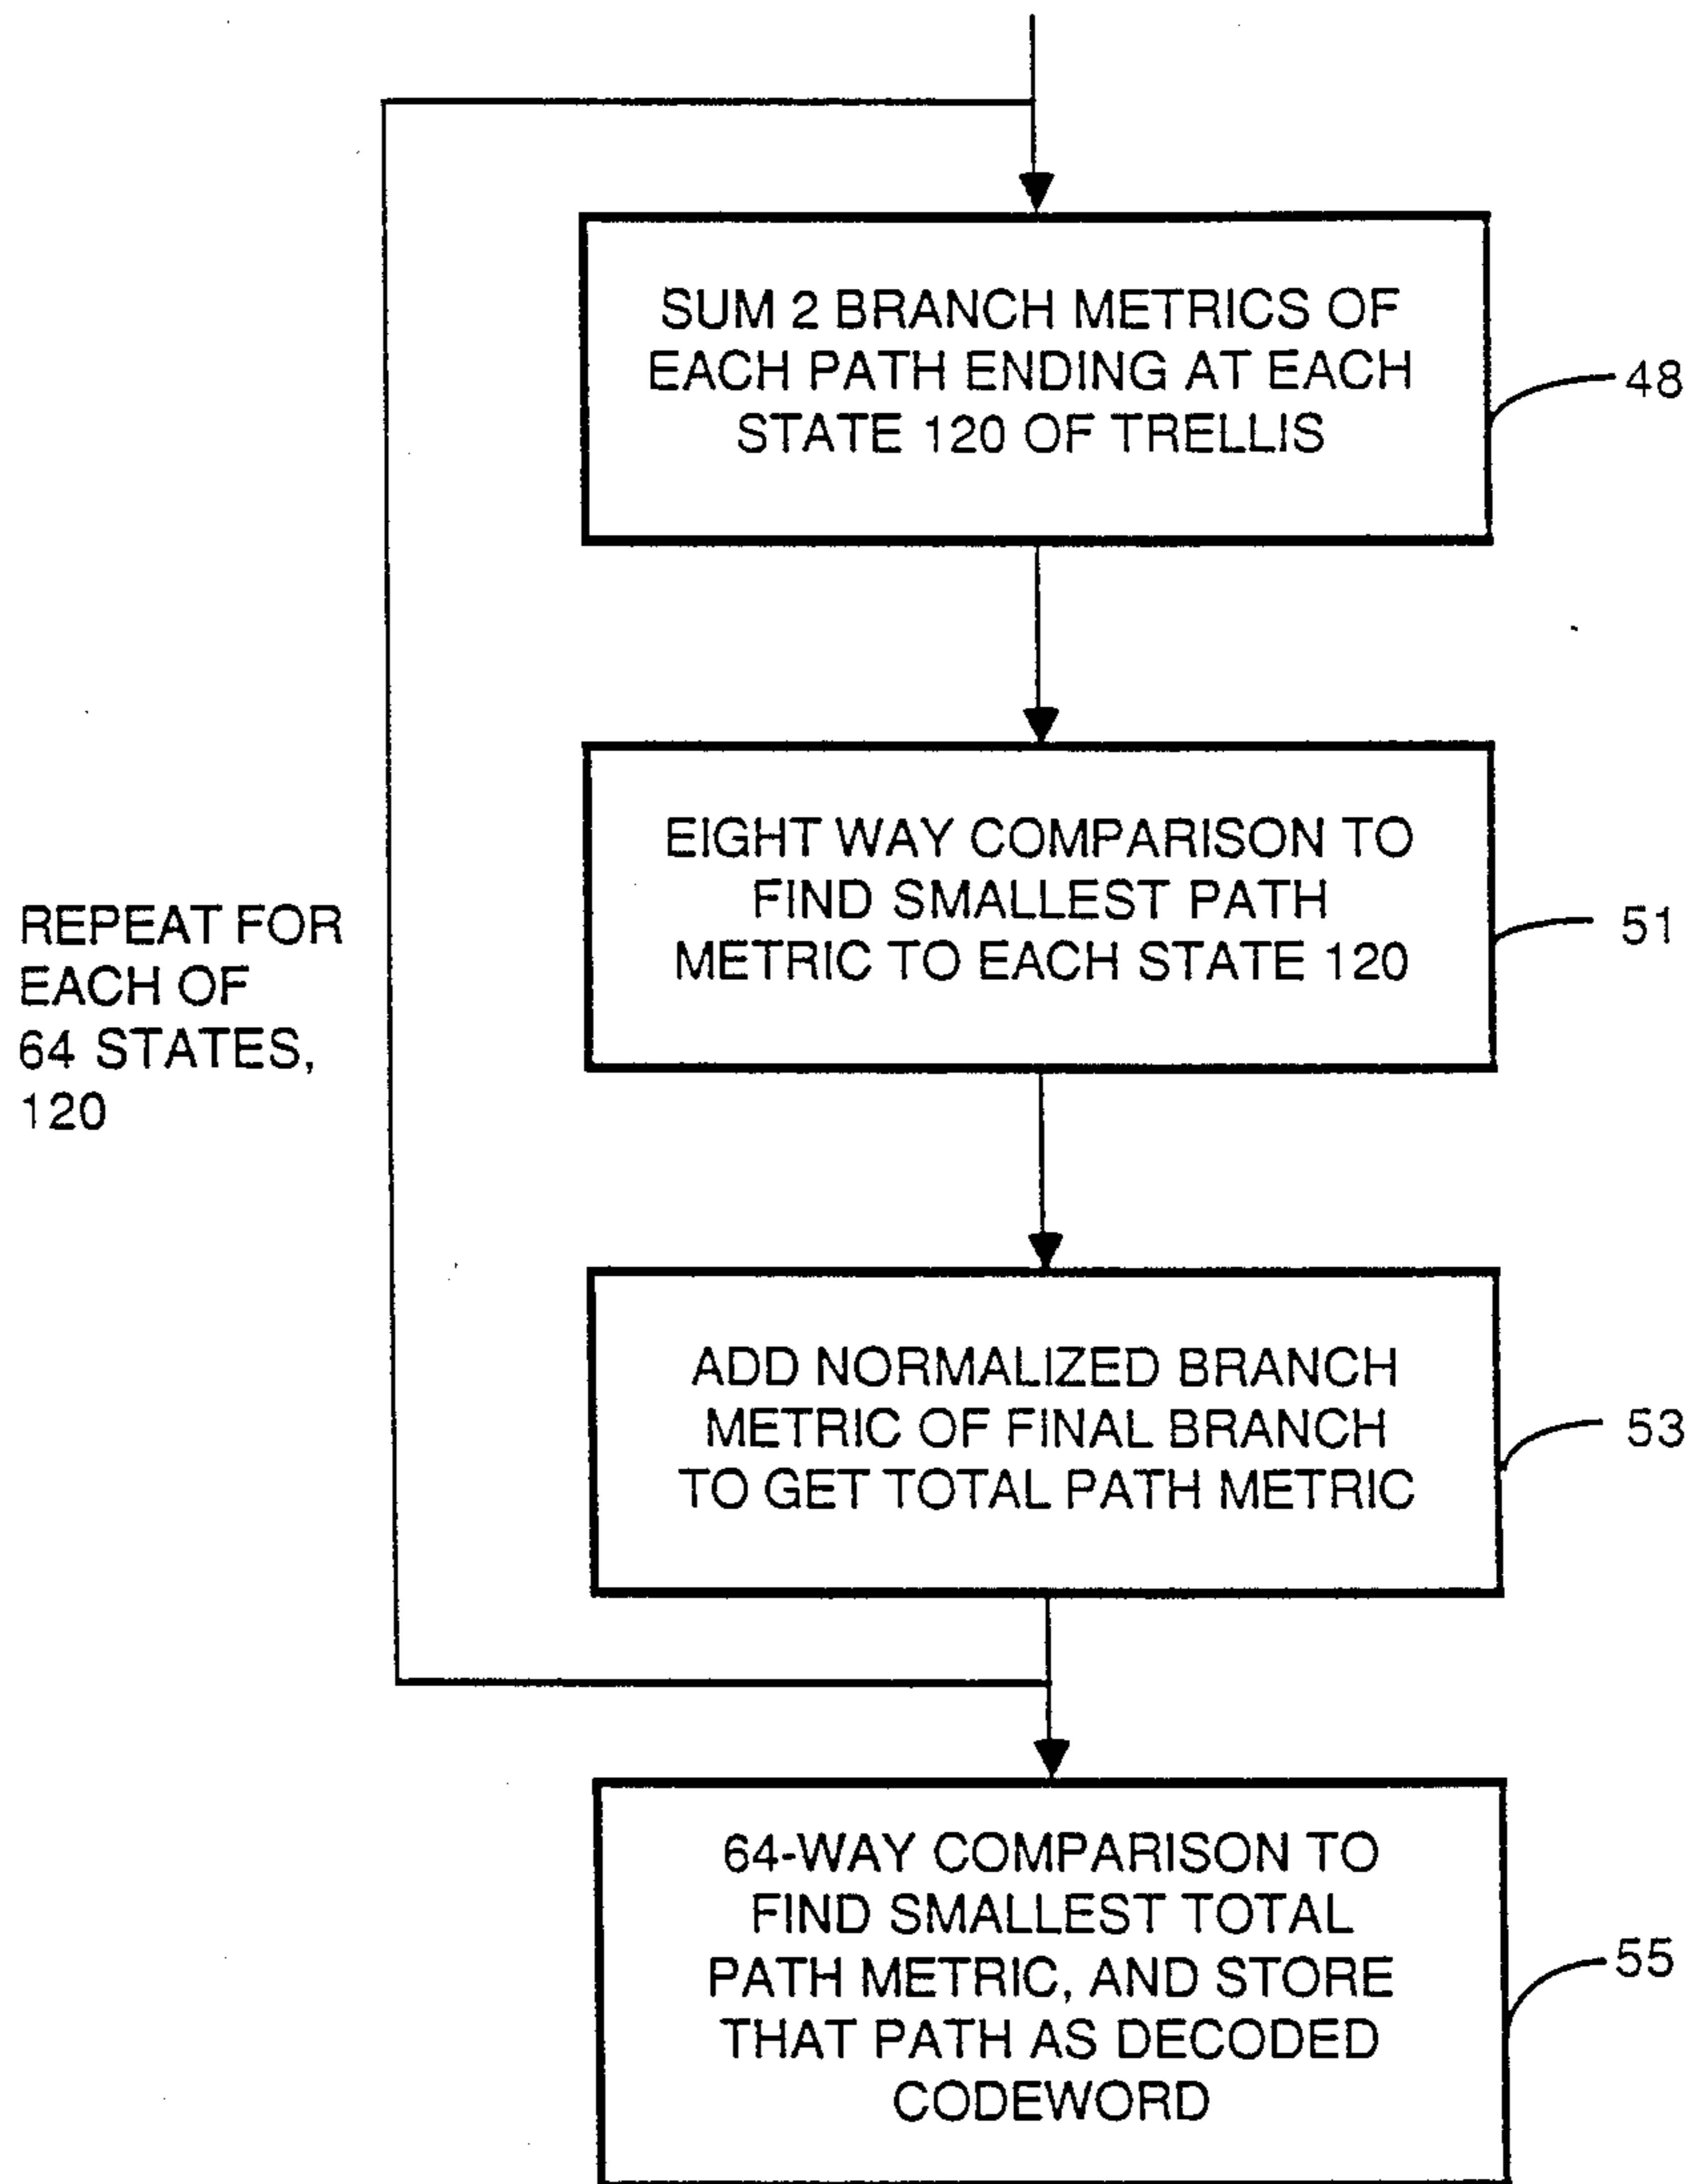 SUM 2 BRANCH METRICS OF
EACH PATH ENDING AT EACH
STATE 120 OF TRELLIS
48
EIGHT WAY COMPARISON TO
FIND SMALLEST PATH
METRIC TO EACH STATE 120
51
REPEAT FOR
EACH OF
64 STATES,
120
ADD NORMALIZED BRANCH
METRIC OF FINAL BRANCH
TO GET TOTAL PATH METRIC
53
64-WAY COMPARISON TO
FIND SMALLEST TOTAL
PATH METRIC, AND STORE
THAT PATH AS DECODED
CODEWORD
55